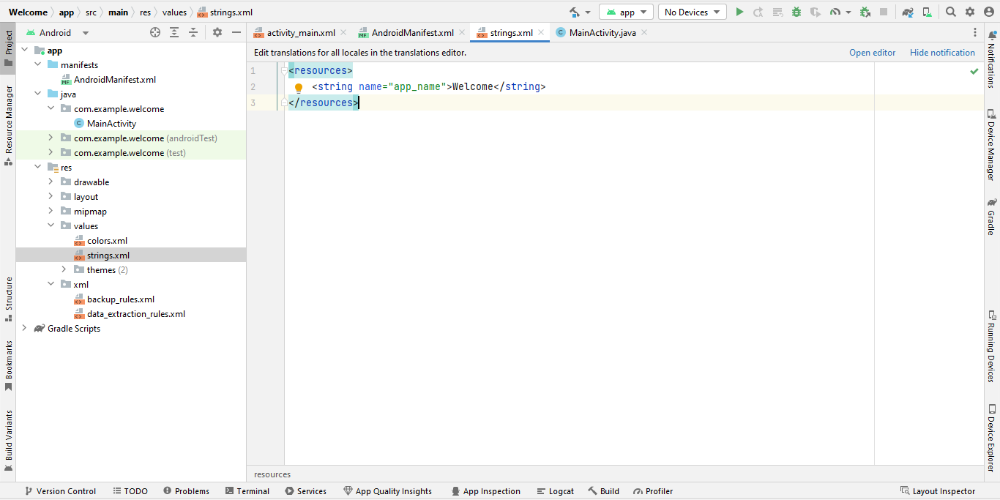 Welcome app src main res values strings.xml app No Devices
Project
Android
activity_main.xml AndroidManifest.xml strings.xml MainActivity.java
Edit translations for all locales in the translations editor. Open editor Hide notification
app
manifests
AndroidManifest.xml
java
com.example.welcome
MainActivity
com.example.welcome (androidTest)
com.example.welcome (test)
res
drawable
layout
mipmap
values
colors.xml
strings.xml
themes (2)
xml
backup_rules.xml
data_extraction_rules.xml
Gradle Scripts
1 <resources>
2 <string name="app_name">Welcome</string>
3 </resources>
resources
Resource Manager
Structure
Bookmarks
Build Variants
Notifications
Device Manager
Gradle
Running Devices
Device Explorer
Version Control TODO Problems Terminal Services App Quality Insights App Inspection Logcat Build Profiler Layout Inspector